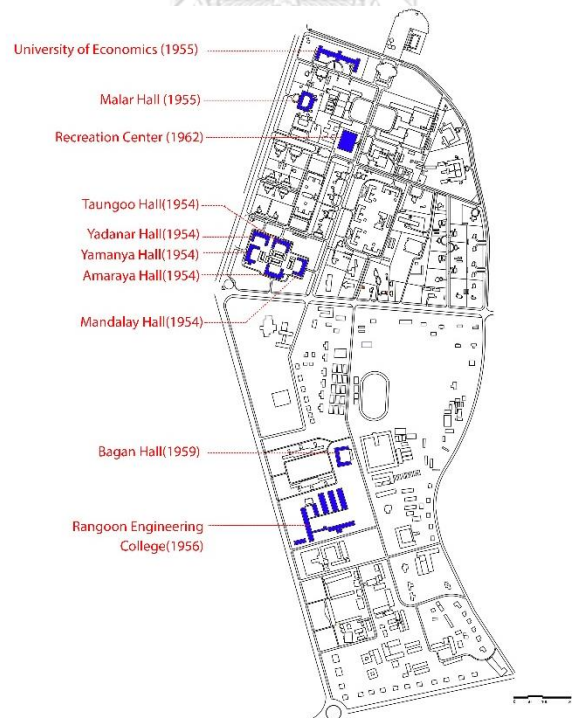 University of Economics (1955)
Malar Hall (1955)
Recreation Center (1962)
Taungoo Hall(1954)
Yadanar Hall(1954)
Yamanya Hall(1954)
Amaraya Hall(1954)
Mandalay Hall(1954)
Bagan Hall(1959)
Rangoon Engineering
College(1956)